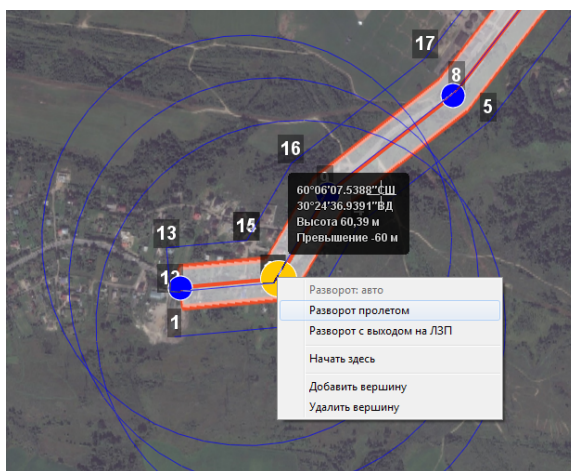 17
8
5
16
60°06'07.5388"СШ
30°24'36.9391"ВД
Высота 60,39 м
Превышение -60 м
13
15
12
1
Разворот: авто
Разворот пролетом
Разворот с выходом на ЛЗП
Начать здесь
Добавить вершину
Удалить вершину